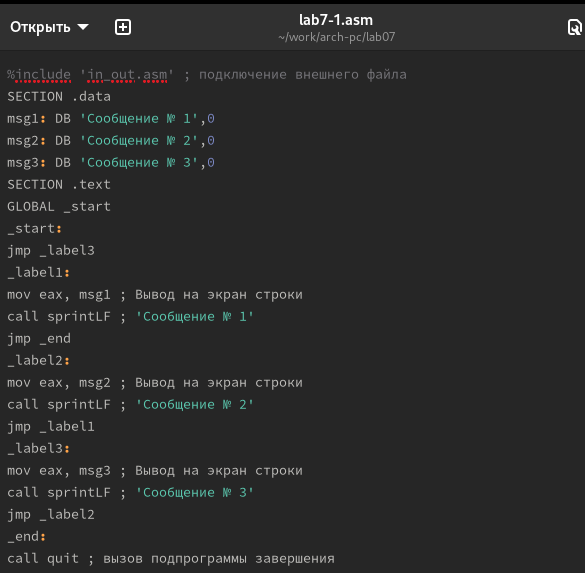 Открыть
lab7-1.asm
~/work/arch-pc/lab07
%include 'in_out.asm' ; подключение внешнего файла
SECTION .data
msg1: DB 'Сообщение № 1',0
msg2: DB 'Сообщение № 2',0
msg3: DB 'Сообщение № 3',0
SECTION .text
GLOBAL _start
_start:
jmp _label3
_label1:
mov eax, msg1 ; Вывод на экран строки
call sprintLF ; 'Сообщение № 1'
jmp _end
_label2:
mov eax, msg2 ; Вывод на экран строки
call sprintLF ; 'Сообщение № 2'
jmp _label1
_label3:
mov eax, msg3 ; Вывод на экран строки
call sprintLF ; 'Сообщение № 3'
jmp _label2
_end:
call quit ; вызов подпрограммы завершения